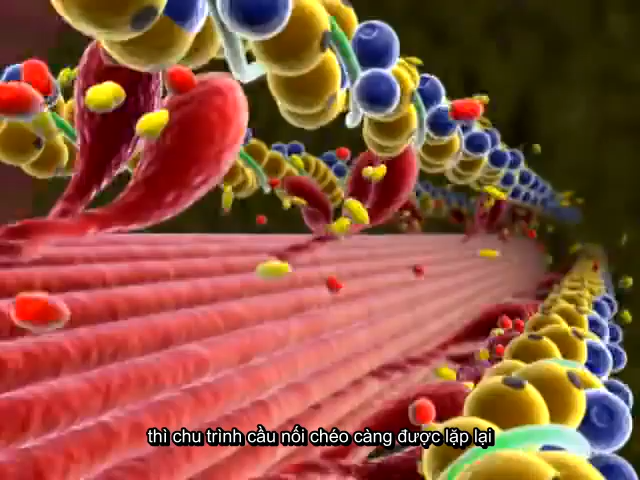 thì chu trình cầu nối chéo càng được lặp lại